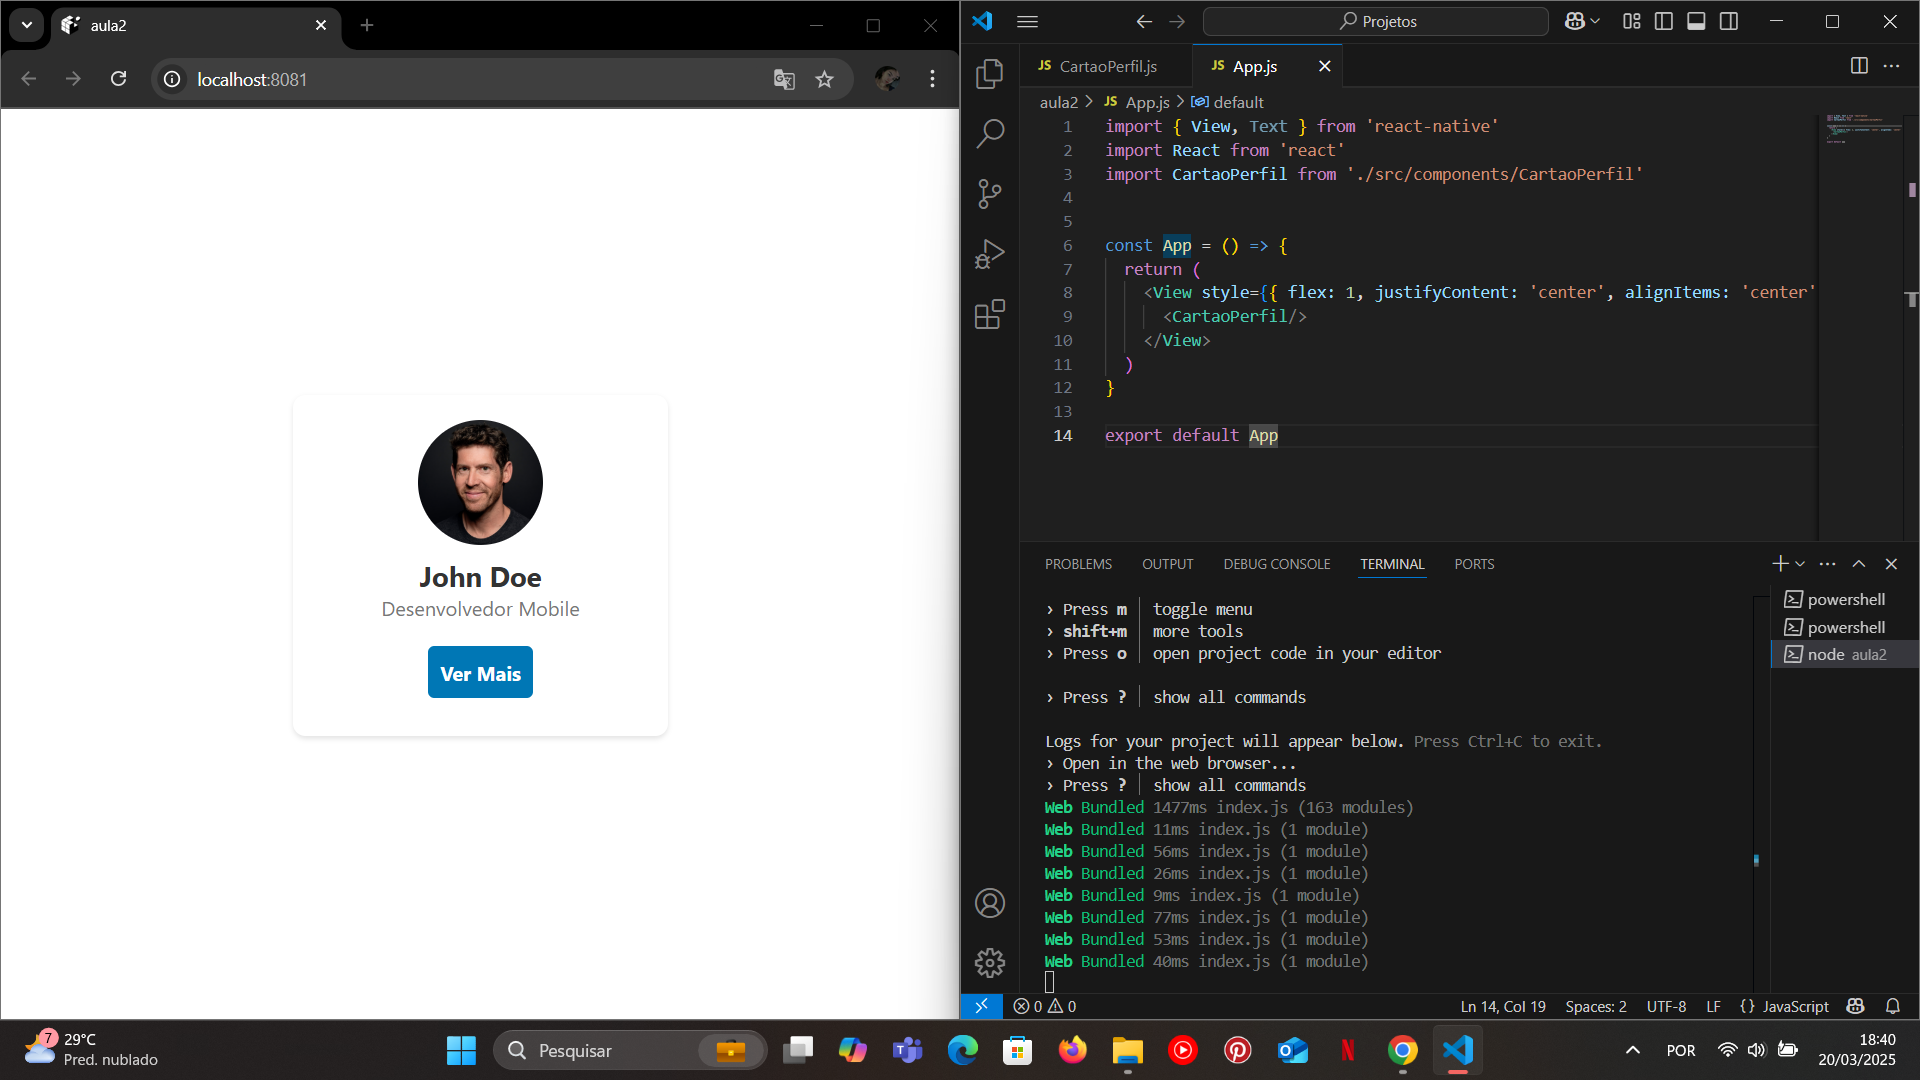 aula2
localhost:8081
John Doe
Desenvolvedor Mobile
Ver Mais
Projetos
JS CartaoPerfil.js
JS App.js
aula2 > JS App.js > default
1 import { View, Text } from 'react-native'
2 import React from 'react'
3 import CartaoPerfil from './src/components/CartaoPerfil'
4
5
6 const App = () => {
7 return (
8 <View style={{ flex: 1, justifyContent: 'center', alignItems: 'center'
9 <CartaoPerfil/>
10 </View>
11 )
12 }
13
14 export default App
PROBLEMS OUTPUT DEBUG CONSOLE TERMINAL PORTS
› Press m │ toggle menu
› shift+m │ more tools
› Press o │ open project code in your editor
› Press ? │ show all commands
Logs for your project will appear below. Press Ctrl+C to exit.
› Open in the web browser...
› Press ? │ show all commands
Web Bundled 1477ms index.js (163 modules)
Web Bundled 11ms index.js (1 module)
Web Bundled 56ms index.js (1 module)
Web Bundled 26ms index.js (1 module)
Web Bundled 9ms index.js (1 module)
Web Bundled 77ms index.js (1 module)
Web Bundled 53ms index.js (1 module)
Web Bundled 40ms index.js (1 module)
powershell
powershell
node aula2
0 0
Ln 14, Col 19 Spaces: 2 UTF-8 LF {} JavaScript
7
29°C
Pred. nublado
Pesquisar
POR
18:40
20/03/2025